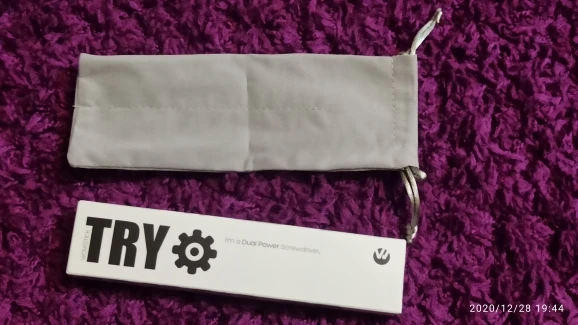 TRY
I'm a Dual Power Screwdriver.
2020/12/28 19:44